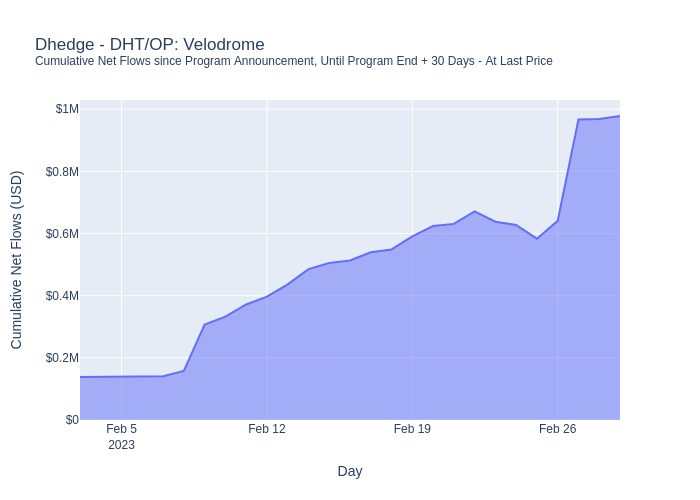 Dhedge - DHT/OP: Velodrome
Cumulative Net Flows since Program Announcement, Until Program End + 30 Days - At Last Price
Cumulative Net Flows (USD)
$1M
$0.8M
$0.6M
$0.4M
$0.2M
$0
Feb 5
2023
Feb 12
Feb 19
Feb 26
Day